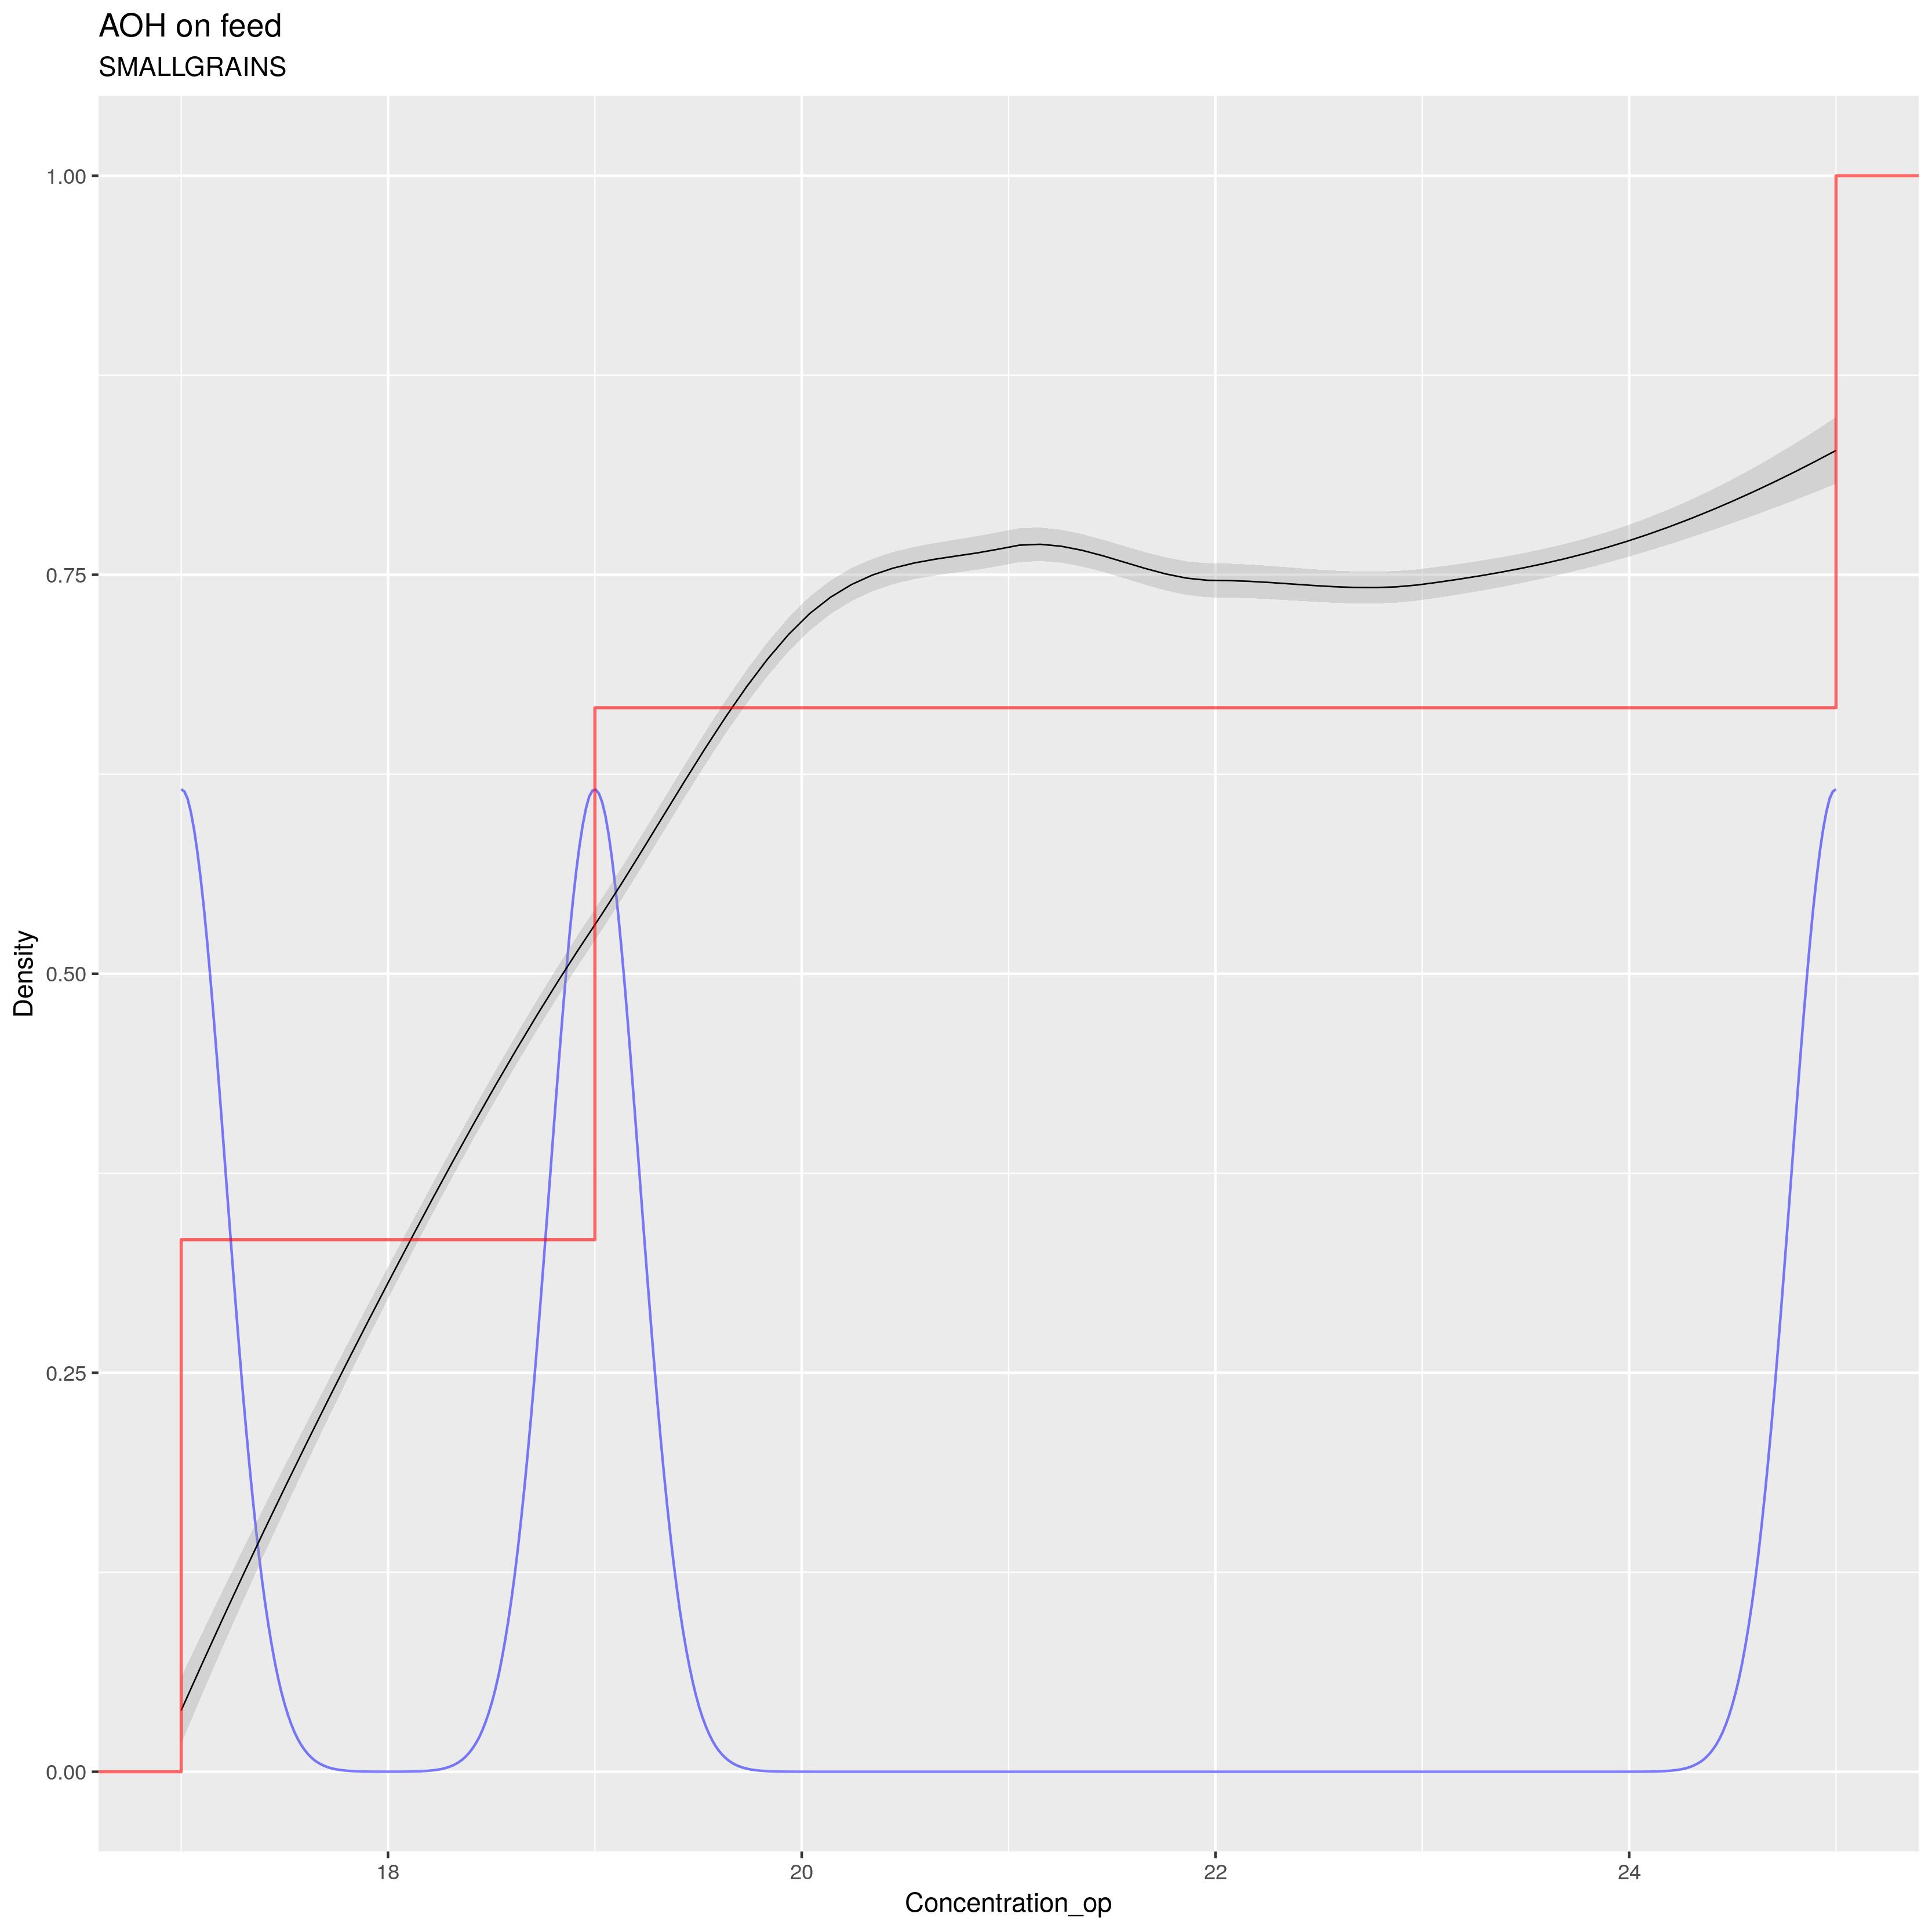 AOH on feed
SMALLGRAINS
1.00
0.75
0.50
0.25
0.00
Density
18 20 22 24
Concentration_op